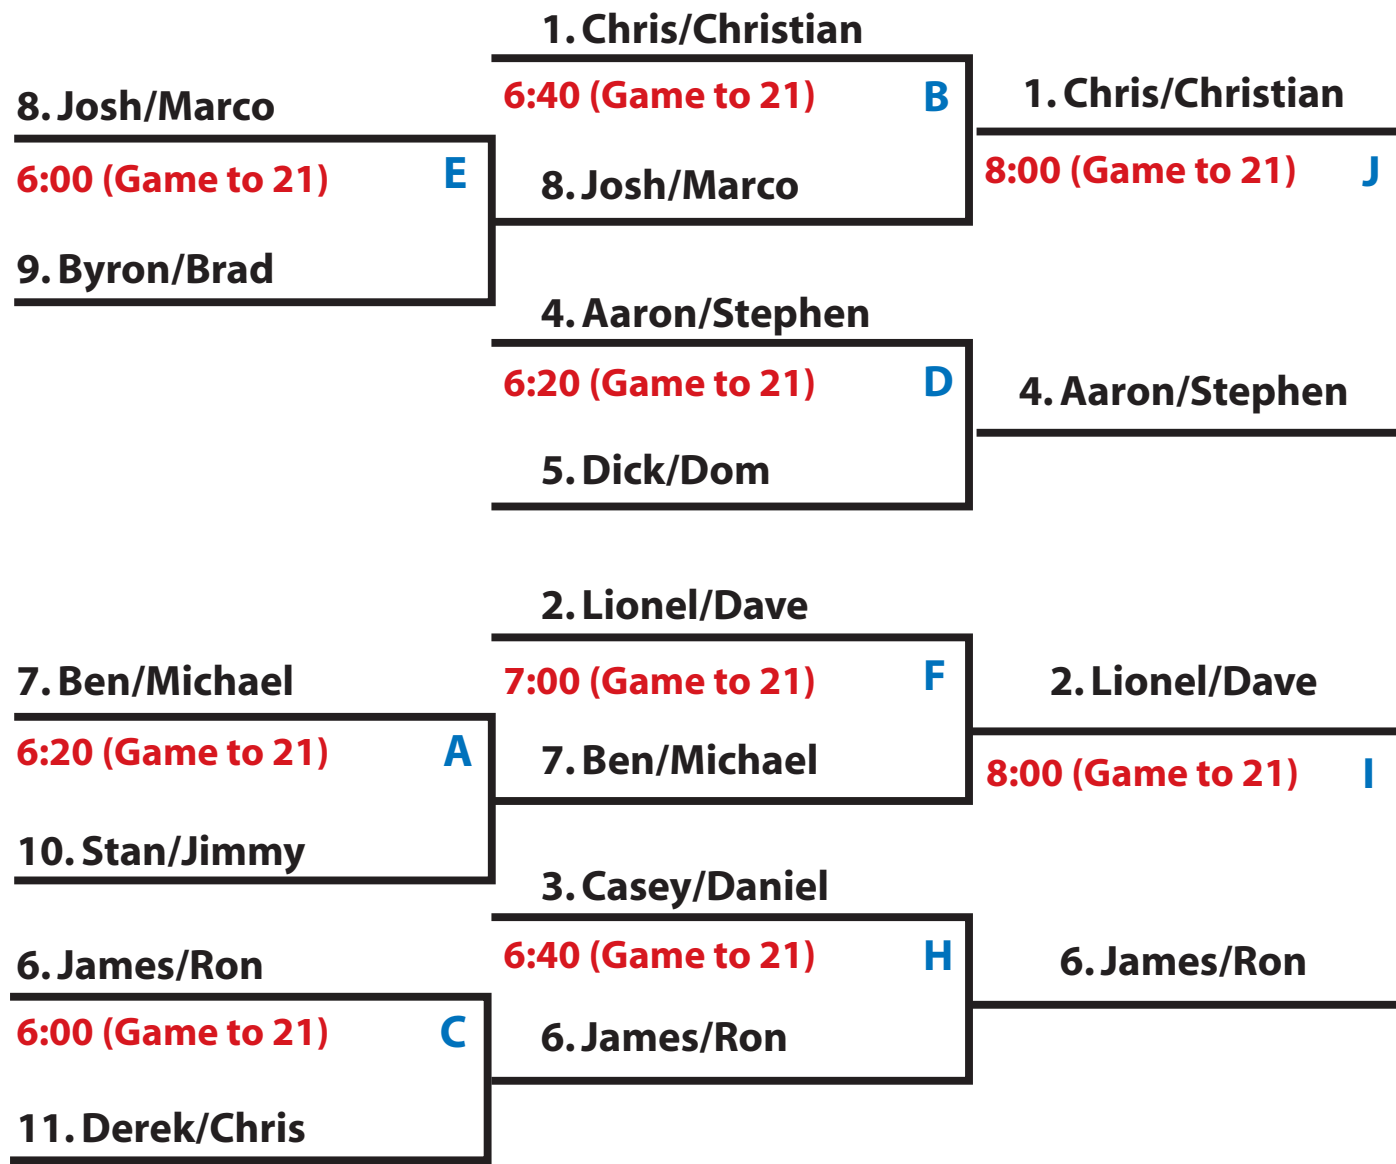 8. Josh/Marco
6:00 (Game to 21) E
9. Byron/Brad
7. Ben/Michael
6:20 (Game to 21) A
10. Stan/Jimmy
6. James/Ron
6:00 (Game to 21) C
11. Derek/Chris
1. Chris/Christian
6:40 (Game to 21) B
8. Josh/Marco
4. Aaron/Stephen
6:20 (Game to 21) D
5. Dick/Dom
2. Lionel/Dave
7:00 (Game to 21) F
7. Ben/Michael
3. Casey/Daniel
6:40 (Game to 21) H
6. James/Ron
1. Chris/Christian
8:00 (Game to 21) J
4. Aaron/Stephen
2. Lionel/Dave
8:00 (Game to 21) I
6. James/Ron